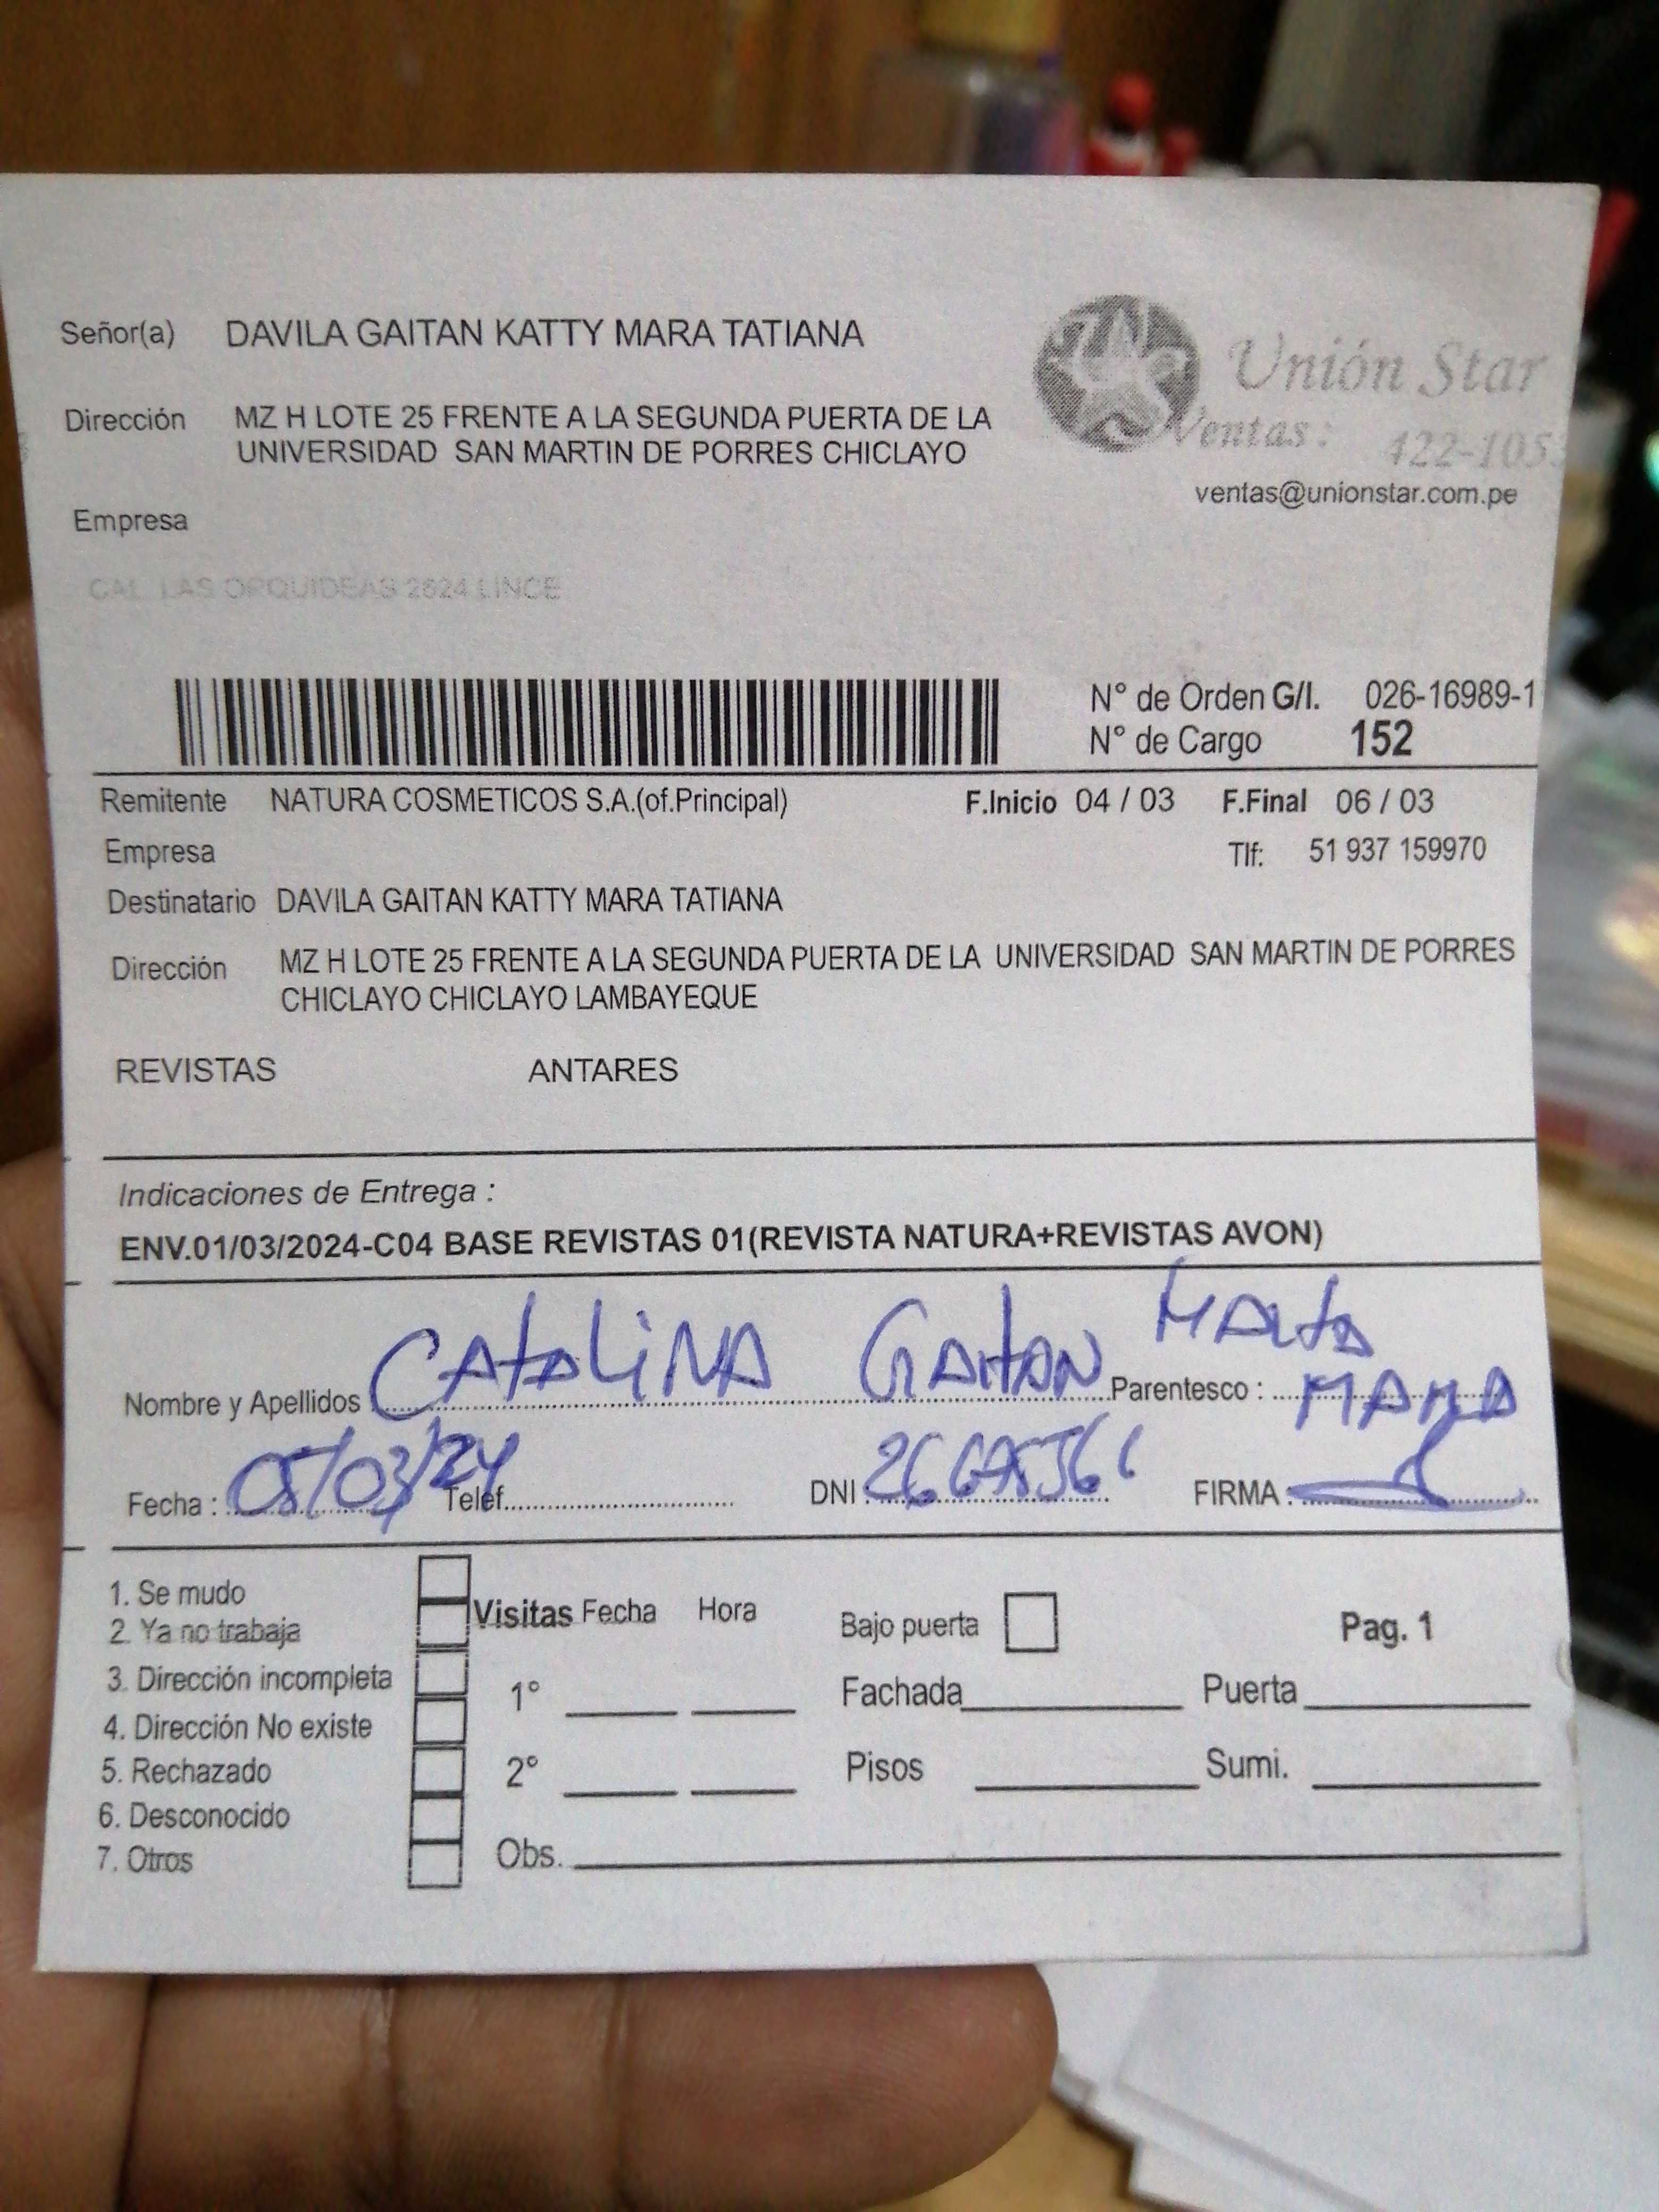 Señor(a) DAVILA GAITAN KATTY MARA TATIANA
Unión Star
Dirección MZ H LOTE 25 FRENTE A LA SEGUNDA PUERTA DE LA
UNIVERSIDAD SAN MARTIN DE PORRES CHICLAYO
Ventas: 422-105
ventas@unionstar.com.pe
Empresa
CAL LAS ORQUIDEAS 2624 LINCE
N° de Orden G/I. 026-16989-1
N° de Cargo 152
Remitente NATURA COSMETICOS S.A.(of.Principal) F.Inicio 04 / 03 F.Final 06 / 03
Empresa Tlf: 51 937 159970
Destinatario DAVILA GAITAN KATTY MARA TATIANA
Dirección MZ H LOTE 25 FRENTE A LA SEGUNDA PUERTA DE LA UNIVERSIDAD SAN MARTIN DE PORRES
CHICLAYO CHICLAYO LAMBAYEQUE
REVISTAS ANTARES
Indicaciones de Entrega :
ENV.01/03/2024-C04 BASE REVISTAS 01(REVISTA NATURA+REVISTAS AVON)
Nombre y Apellidos CATALINA GAITAN Parentesco : MAMA
Fecha : 05/03/24 Telef. DNI FIRMA :
1. Se mudo
2. Ya no trabaja
3. Dirección incompleta
4. Dirección No existe
5. Rechazado
6. Desconocido
7. Otros
Visitas Fecha Hora Bajo puerta Pag. 1
1° Fachada Puerta
2° Pisos Sumi.
Obs.